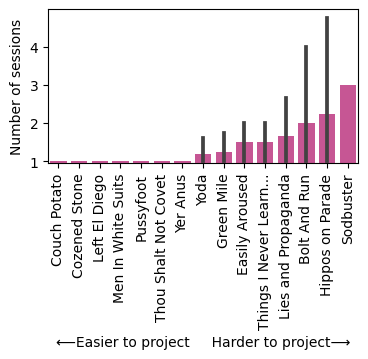 Number of sessions
4
3
2
1
Couch Potato
Cozened Stone
Left El Diego
Men In White Suits
Pussyfoot
Thou Shalt Not Covet
Yer Anus
Yoda
Green Mile
Easily Aroused
Things I Never Learn...
Lies and Propaganda
Bolt And Run
Hippos on Parade
Sodbuster
⟵Easier to project
Harder to project⟶